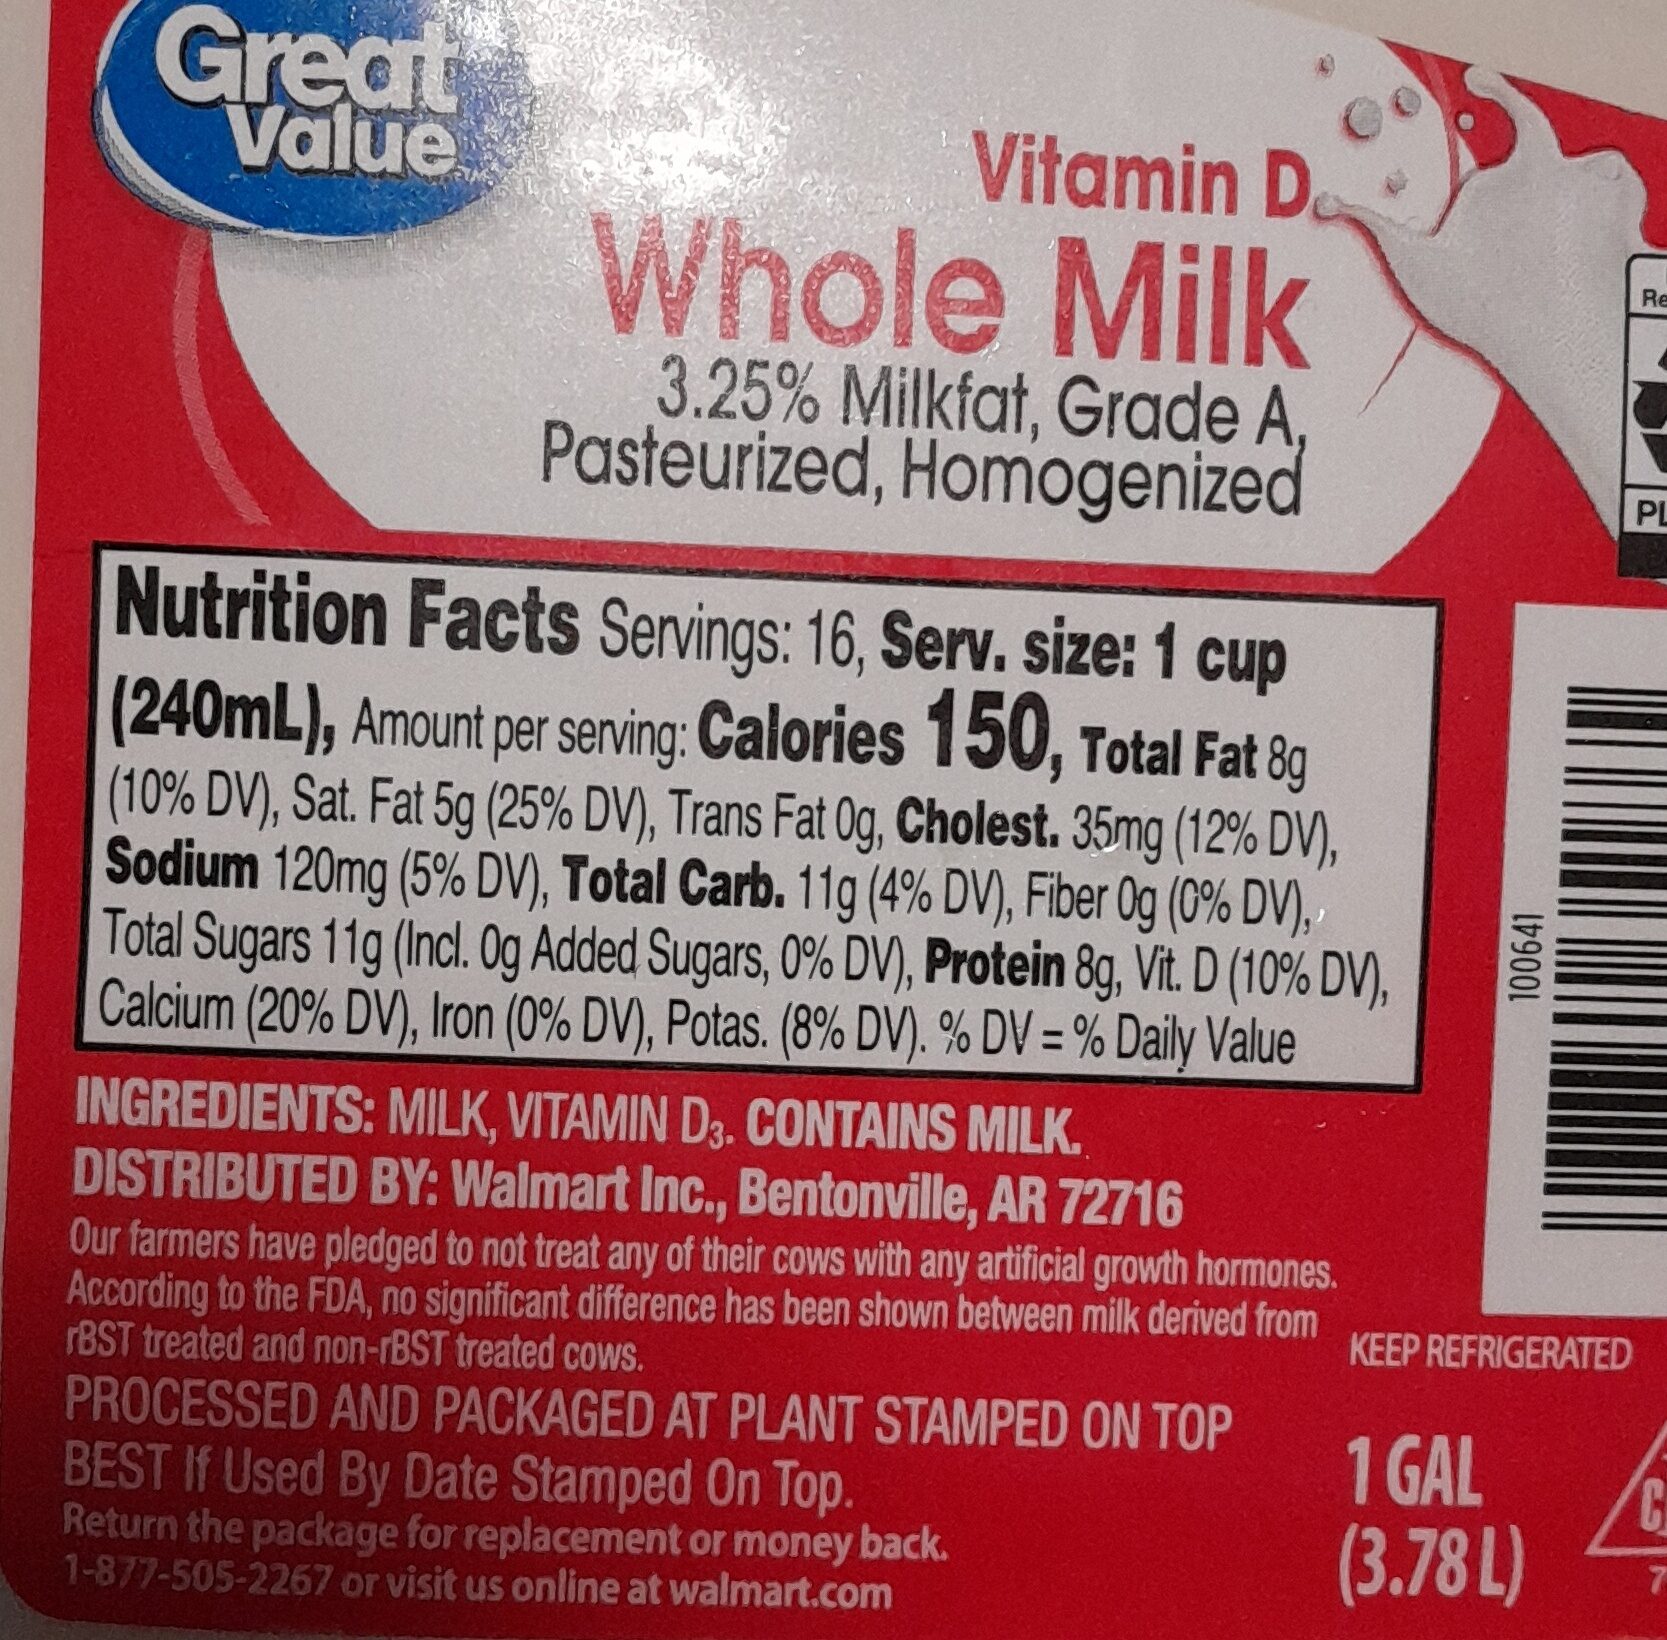 Great
Value
Vitamin D
Whole Milk
3.25% Milkfat, Grade A,
Pasteurized, Homogenized
Nutrition Facts Servings: 16, Serv. size: 1 cup
(240mL), Amount per serving: Calories 150, Total Fat 8g
(10% DV), Sat. Fat 5g (25% DV), Trans Fat 0g, Cholest. 35mg (12% DV),
Sodium 120mg (5% DV), Total Carb. 11g (4% DV), Fiber 0g (0% DV),
Total Sugars 11g (Incl. 0g Added Sugars, 0% DV), Protein 8g, Vit. D (10% DV),
Calcium (20% DV), Iron (0% DV), Potas. (8% DV). % DV = % Daily Value
INGREDIENTS: MILK, VITAMIN D₃. CONTAINS MILK.
DISTRIBUTED BY: Walmart Inc., Bentonville, AR 72716
Our farmers have pledged to not treat any of their cows with any artificial growth hormones.
According to the FDA, no significant difference has been shown between milk derived from
rBST treated and non-rBST treated cows.
PROCESSED AND PACKAGED AT PLANT STAMPED ON TOP
BEST If Used By Date Stamped On Top.
Return the package for replacement or money back.
1-877-505-2267 or visit us online at walmart.com
100641
KEEP REFRIGERATED
1 GAL
(3.78 L)